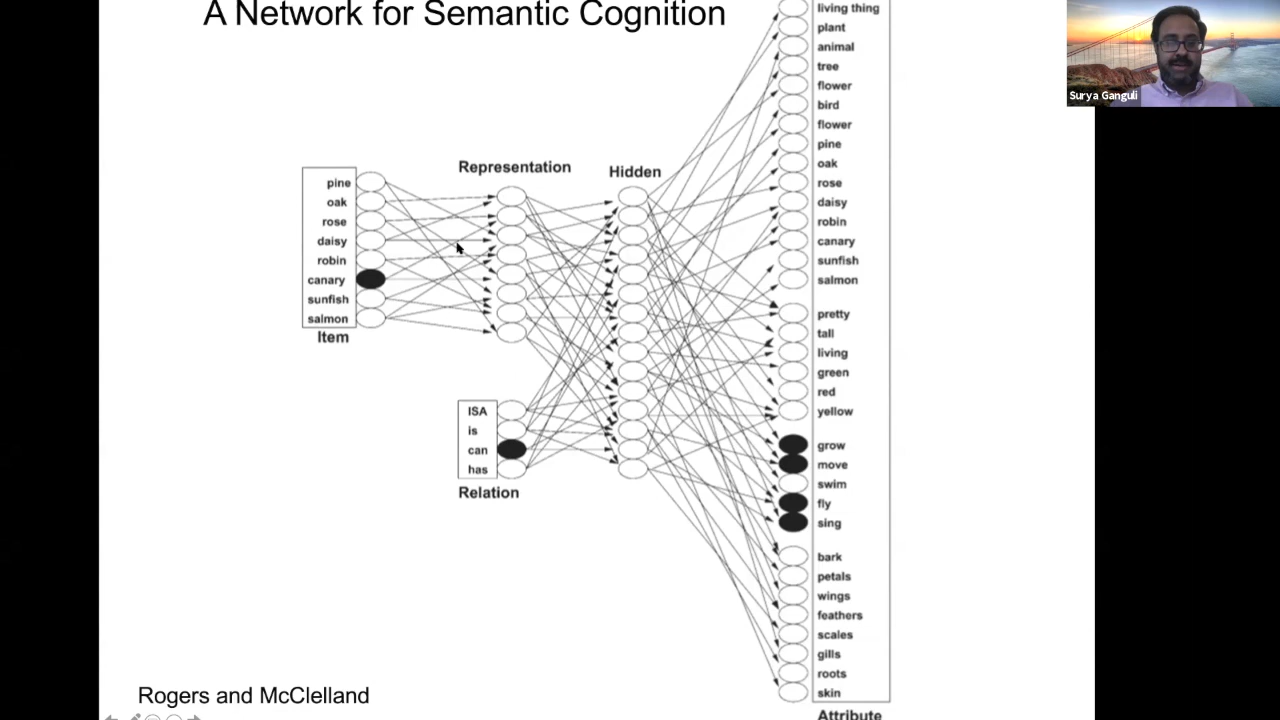 A Network for Semantic Cognition
Surya Ganguli
Representation
Hidden
pine
oak
rose
daisy
robin
canary
sunfish
salmon
Item
ISA
is
can
has
Relation
living thing
plant
animal
tree
flower
bird
flower
pine
oak
rose
daisy
robin
canary
sunfish
salmon
pretty
tall
living
green
red
yellow
grow
move
swim
fly
sing
bark
petals
wings
feathers
scales
gills
roots
skin
Attribute
Rogers and McClelland